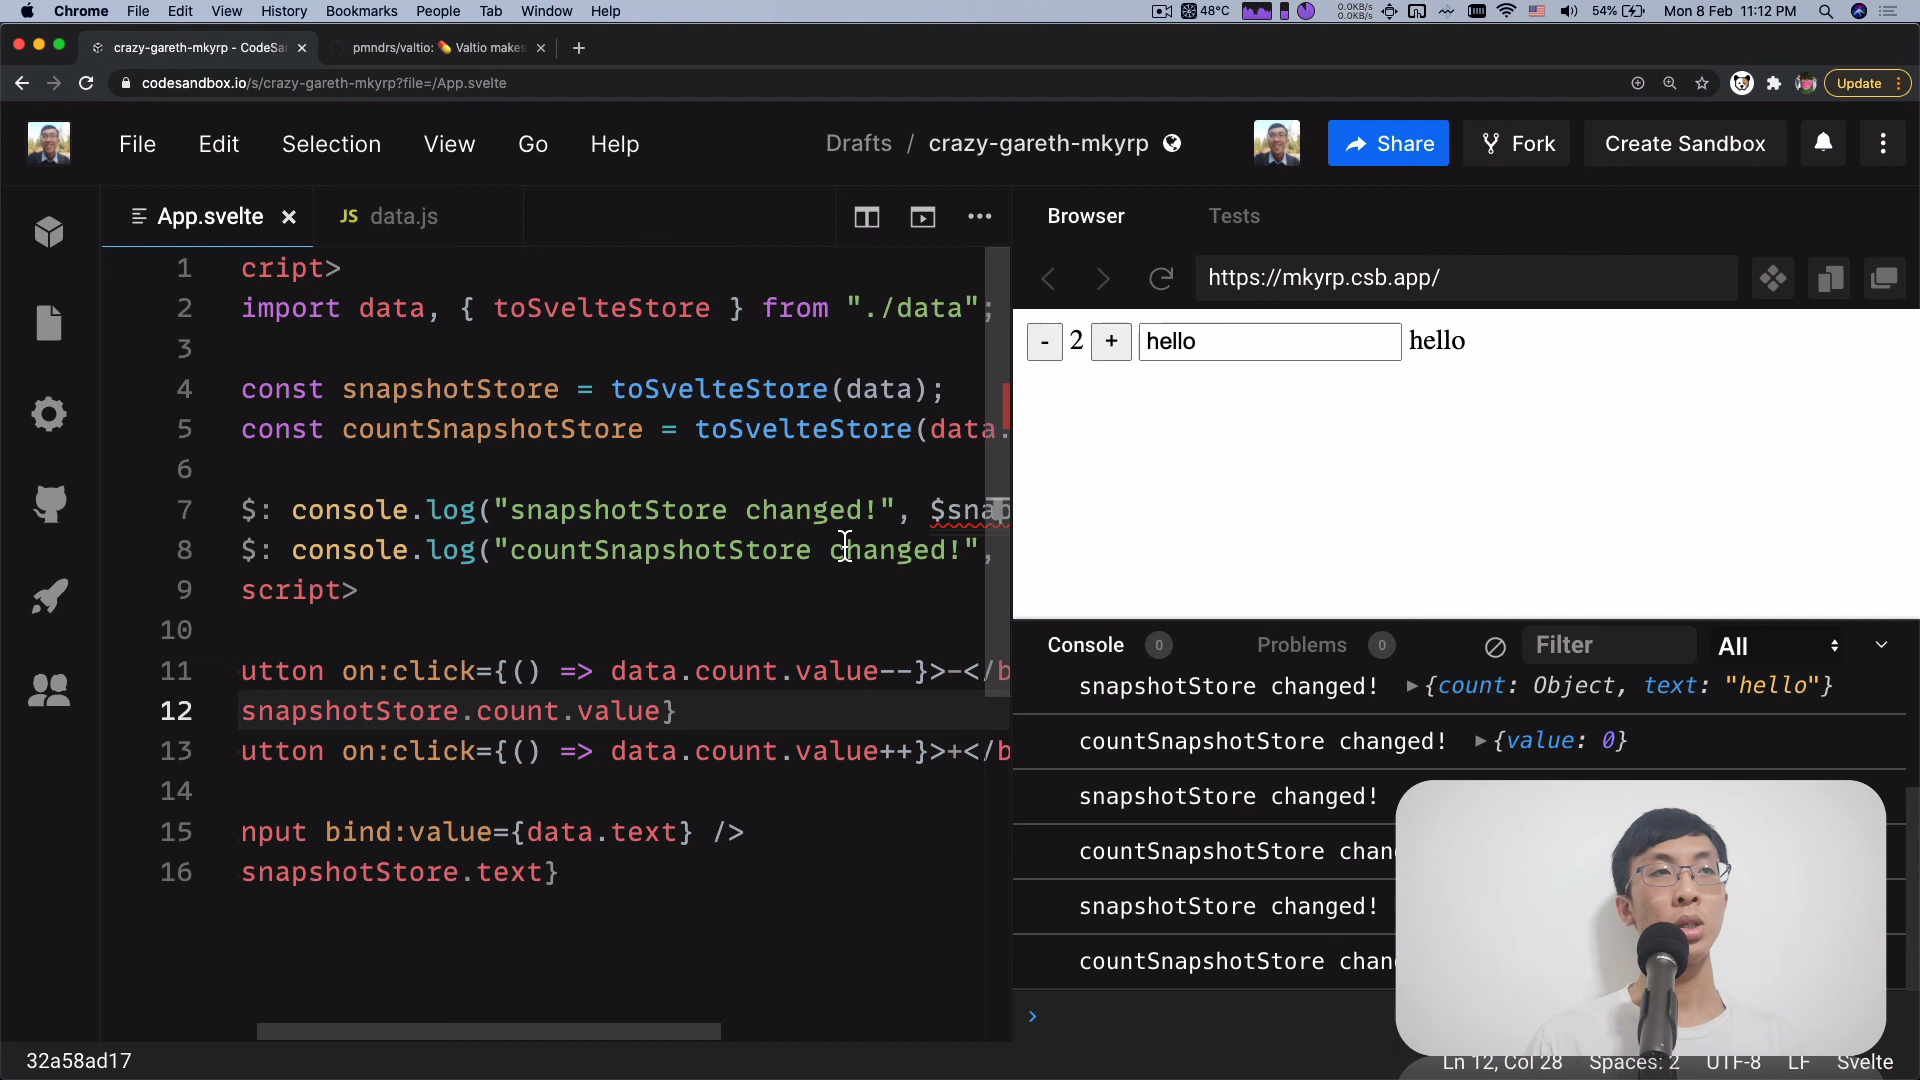 Chrome File Edit View History Bookmarks People Tab Window Help
48°C 0.0KB/s 0.0KB/s 54% Mon 8 Feb 11:12 PM
crazy-gareth-mkyrp - CodeSan
pmndrs/valtio: 💊 Valtio makes
codesandbox.io/s/crazy-gareth-mkyrp?file=/App.svelte
Update
File Edit Selection View Go Help
Drafts / crazy-gareth-mkyrp
Share
Fork
Create Sandbox
App.svelte
JS data.js
Browser
Tests
https://mkyrp.csb.app/
1 cript>
2 import data, { toSvelteStore } from "./data";
3
4 const snapshotStore = toSvelteStore(data);
5 const countSnapshotStore = toSvelteStore(data.
6
7 $: console.log("snapshotStore changed!", $snap
8 $: console.log("countSnapshotStore changed!",
9 script>
10
11 utton on:click={() => data.count.value--}>-</b
12 snapshotStore.count.value}
13 utton on:click={() => data.count.value++}>+</b
14
15 nput bind:value={data.text} />
16 snapshotStore.text}
- 2 + hello hello
Console 0 Problems 0 Filter All
snapshotStore changed! ▶{count: Object, text: "hello"}
countSnapshotStore changed! ▶{value: 0}
snapshotStore changed!
countSnapshotStore chan
snapshotStore changed!
countSnapshotStore chan
32a58ad17
Ln 12, Col 28 Spaces: 2 UTF-8 LF Svelte